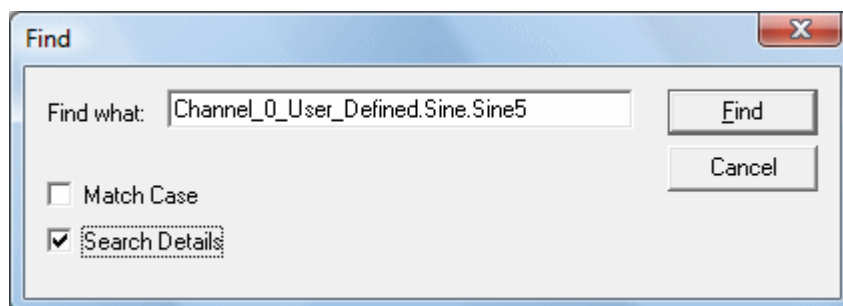 Find
Find what: Channel_0_User_Defined.Sine.Sine5
Find
Cancel
Match Case
Search Details